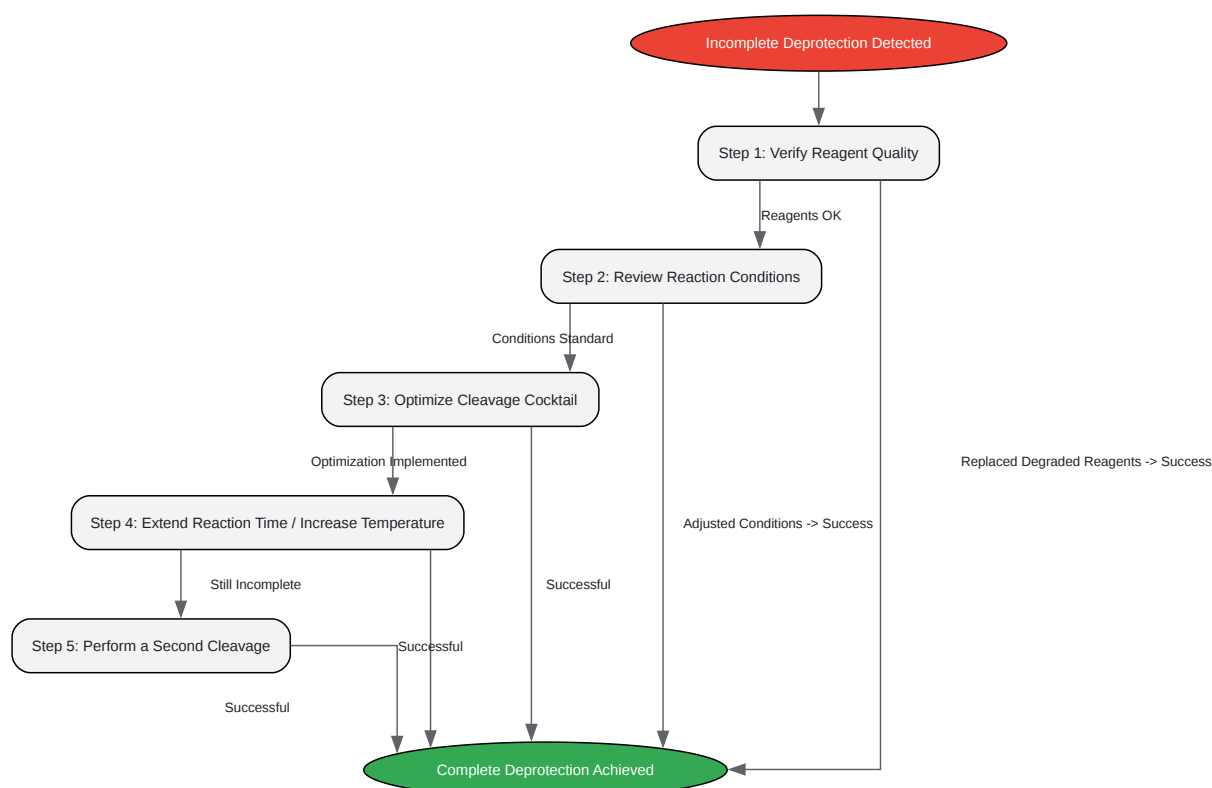 Incomplete Deprotection Detected
Step 1: Verify Reagent Quality
Reagents OK
Step 2: Review Reaction Conditions
Conditions Standard
Step 3: Optimize Cleavage Cocktail
Optimization Implemented
Replaced Degraded Reagents -> Success
Step 4: Extend Reaction Time / Increase Temperature
Adjusted Conditions -> Success
Still Incomplete
Successful
Step 5: Perform a Second Cleavage
Successful
Successful
Complete Deprotection Achieved